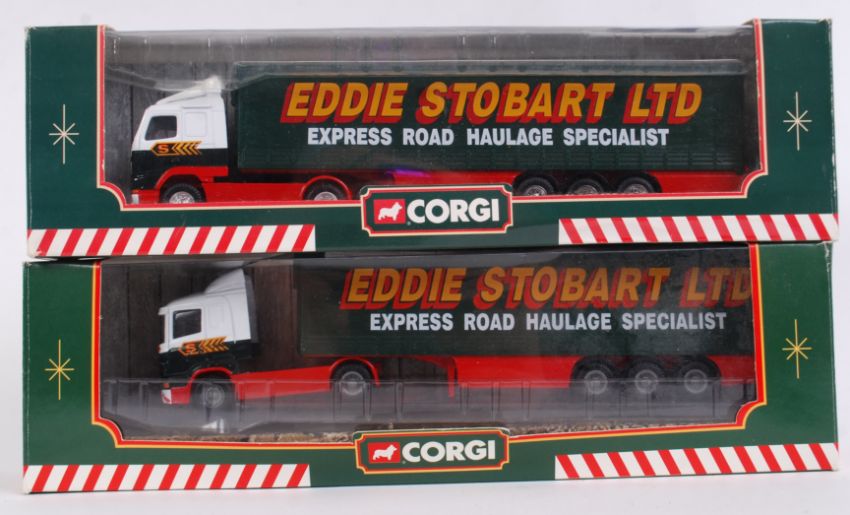 EDDIE STOBART LTD
EXPRESS ROAD HAULAGE SPECIALIST
S
CORGI
EDDIE STOBART LTD
EXPRESS ROAD HAULAGE SPECIALIST
S
CORGI